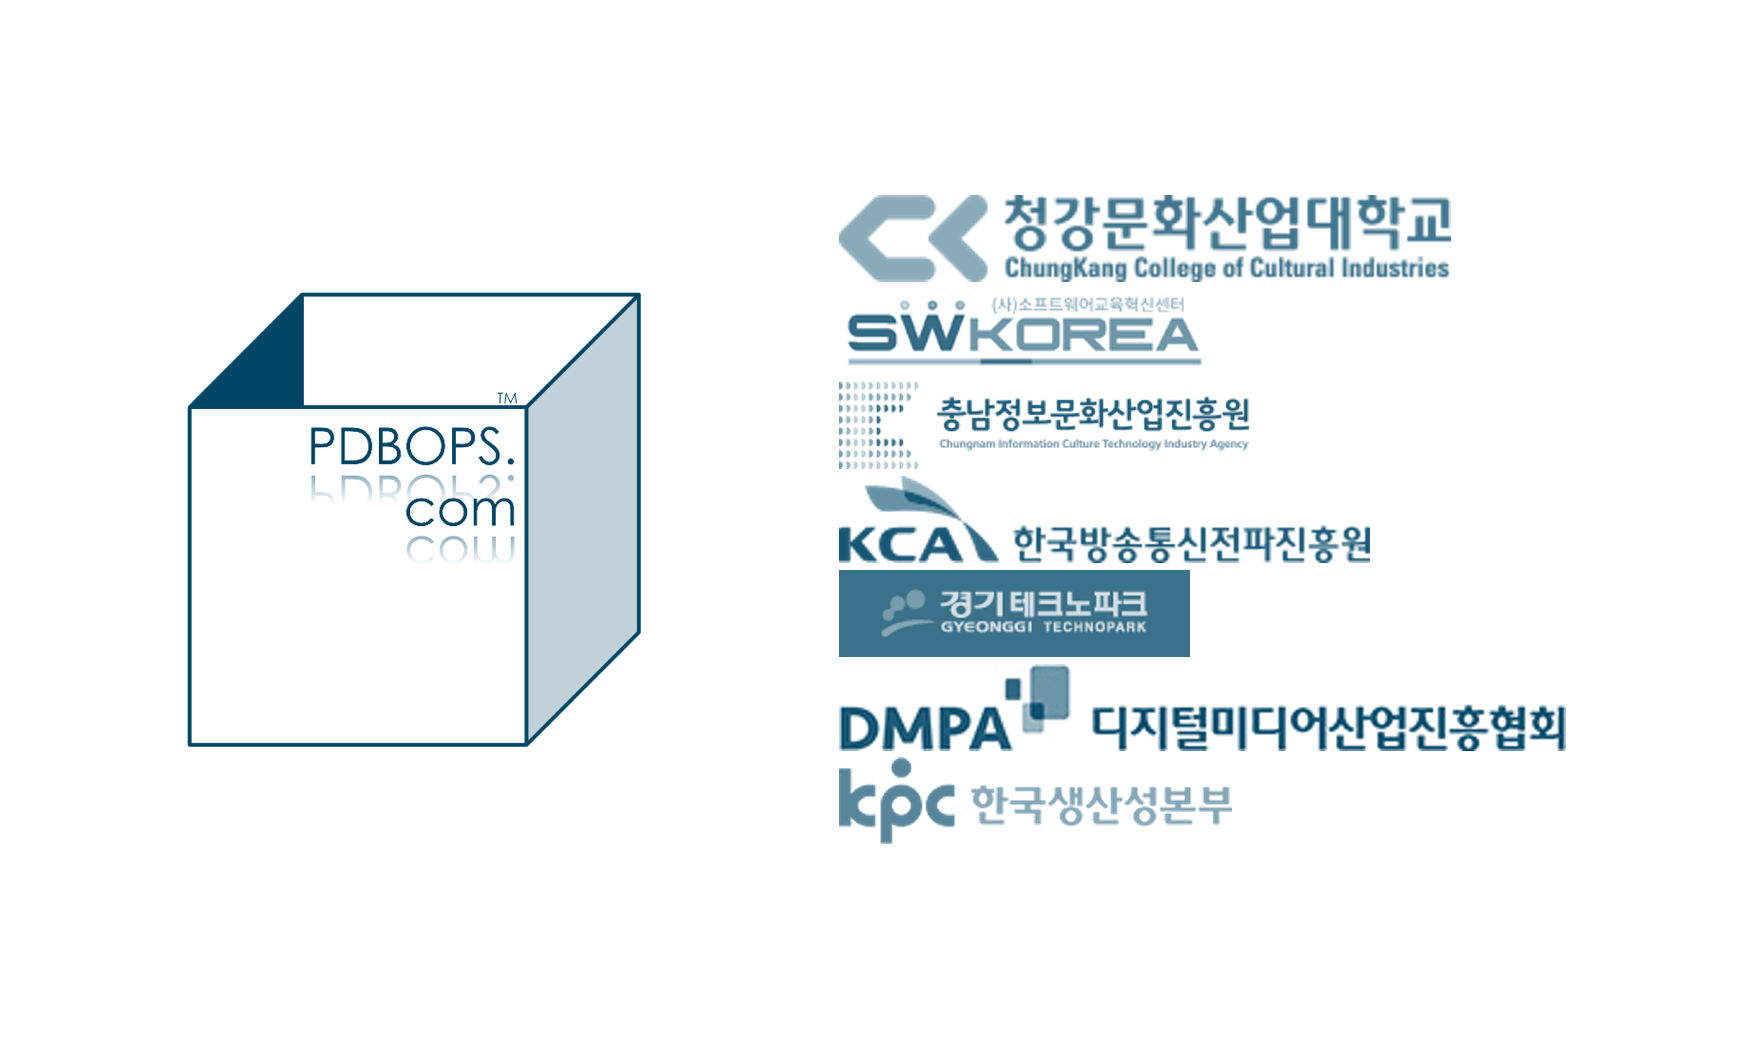 TM
PDBOPS.
com
청강문화산업대학교
ChungKang College of Cultural Industries
(사)소프트웨어교육혁신센터
SWKOREA
충남정보문화산업진흥원
Chungnam Information Culture Technology Industry Agency
KCA 한국방송통신전파진흥원
경기테크노파크
GYEONGGI TECHNOPARK
DMPA 디지털미디어산업진흥협회
kpc 한국생산성본부